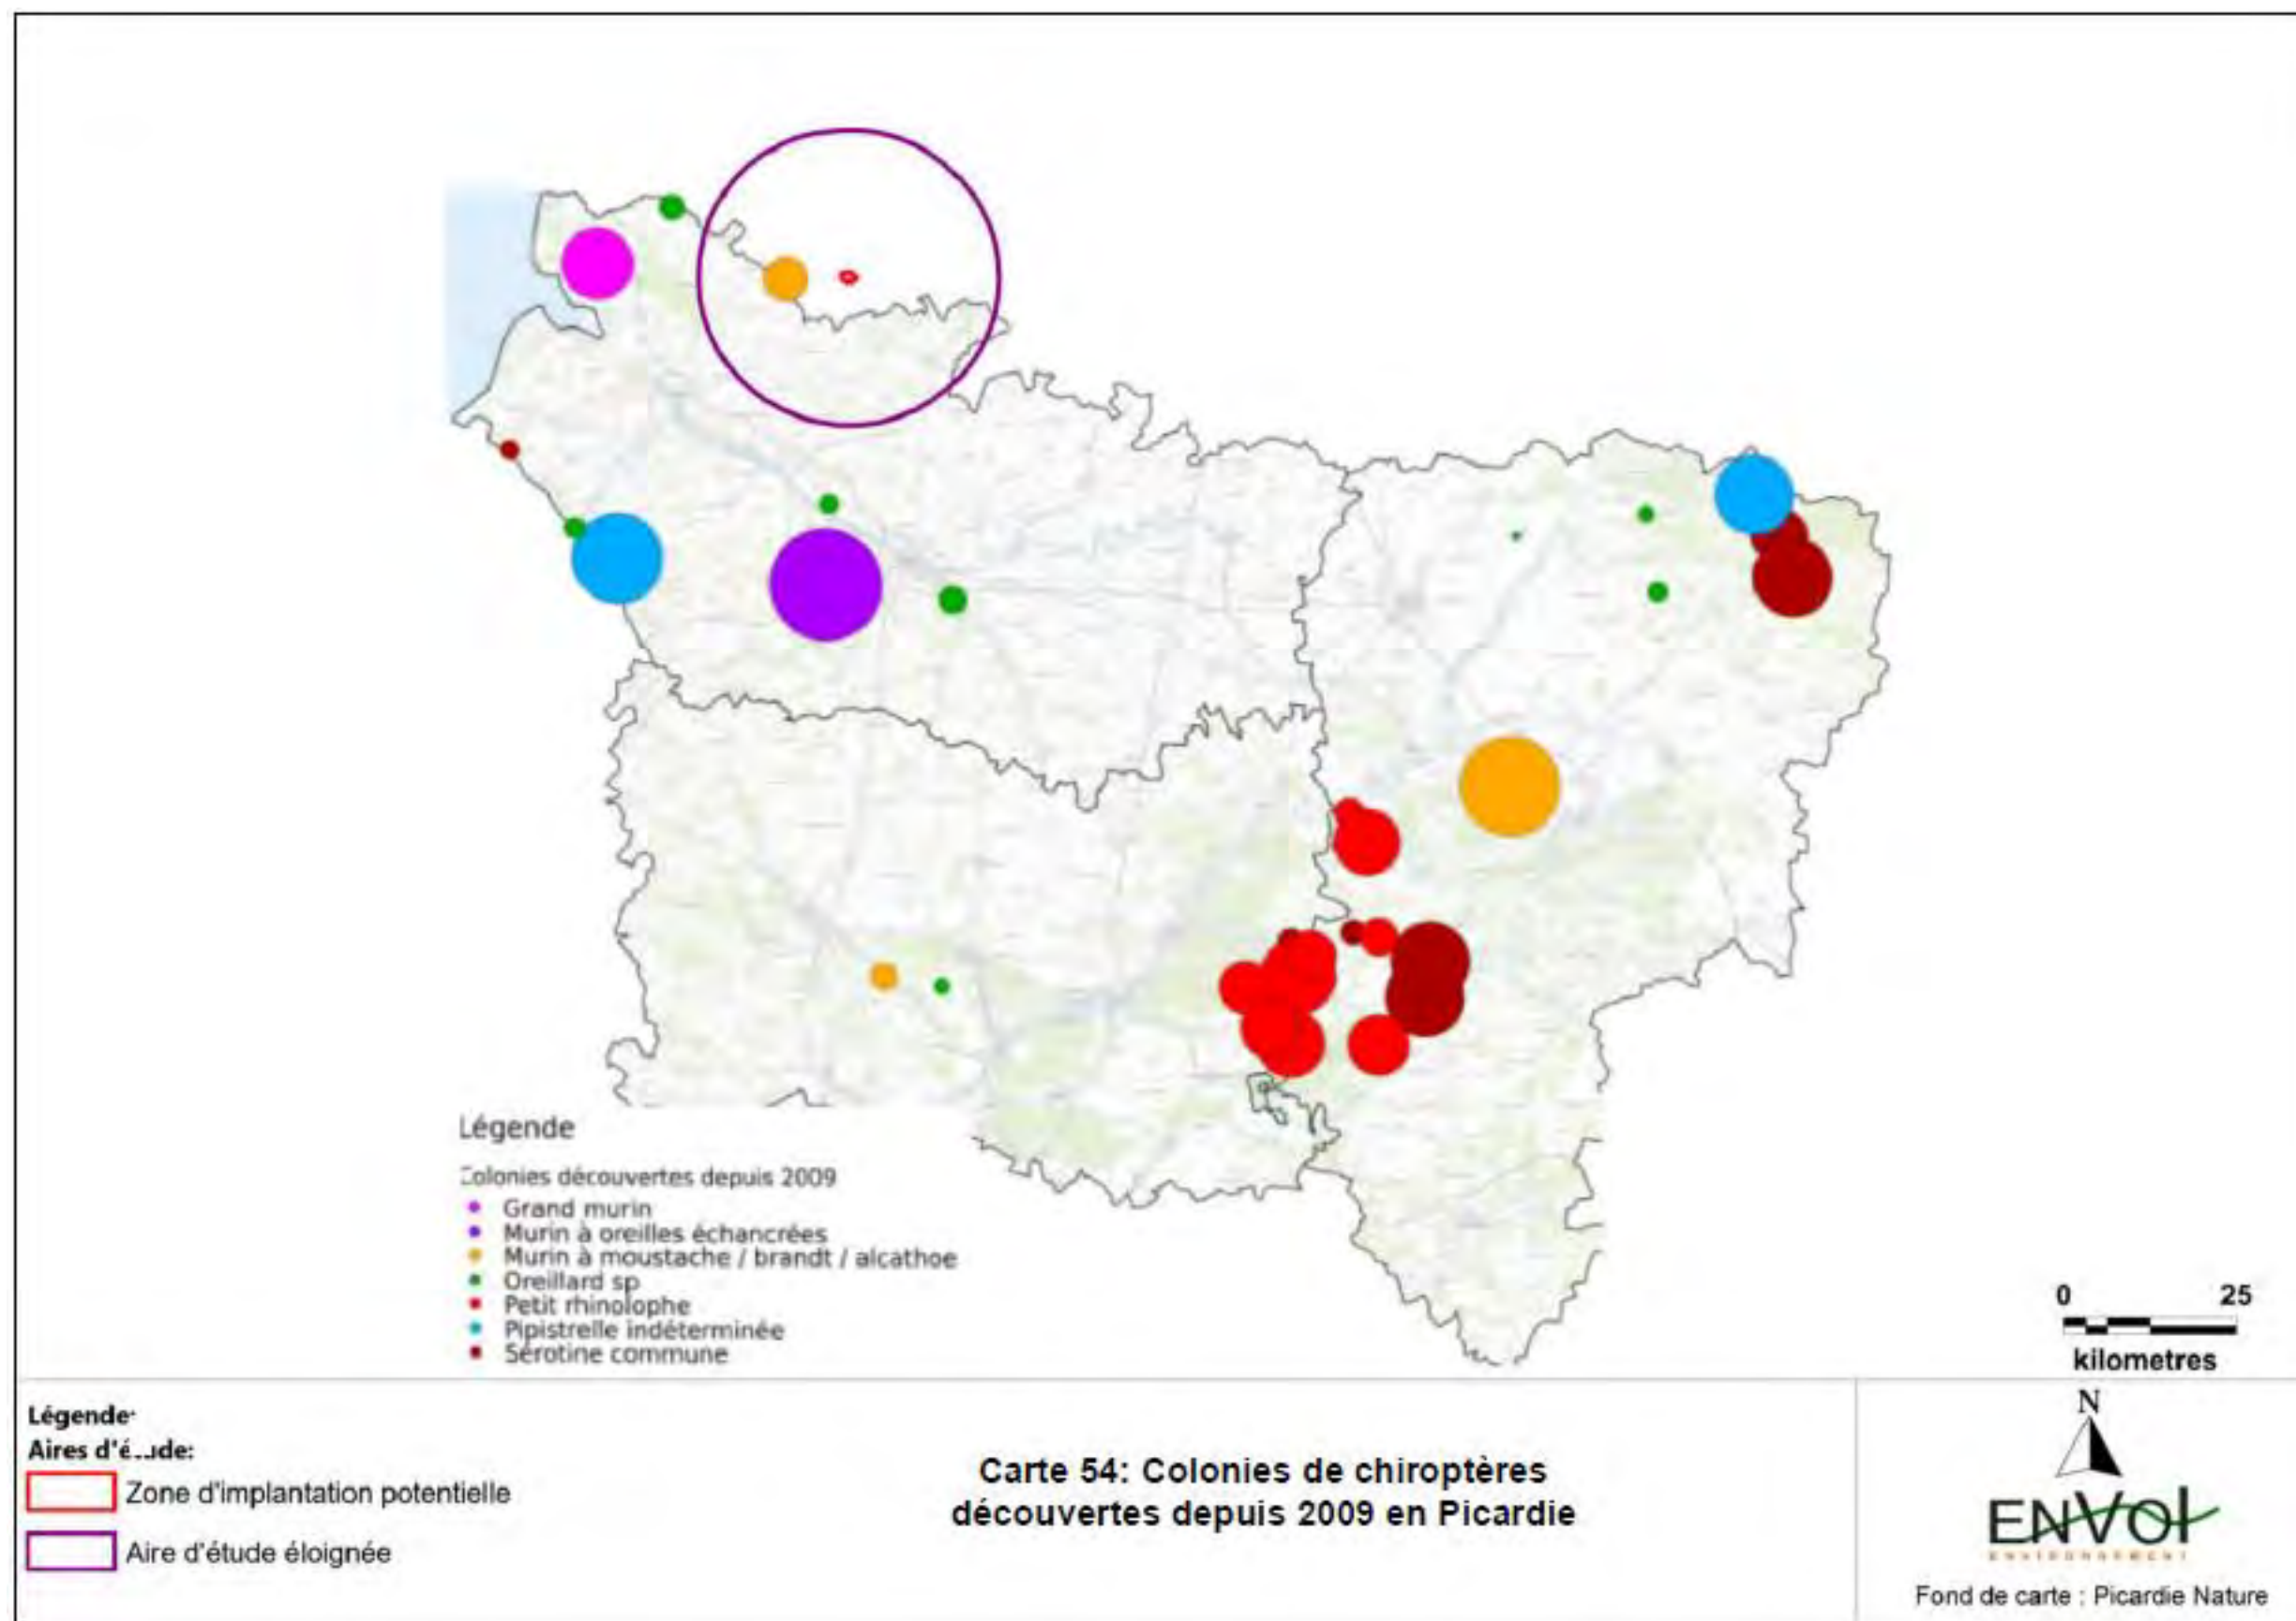 Légende
Colonies découvertes depuis 2009
Grand murin
Murin à oreilles échancrées
Murin à moustache / brandt / alcathoe
Oreillard sp
Petit rhinolophe
Pipistrelle indéterminée
Sérotine commune
0 25
kilometres
Légende
Aires d'é
Zone d'implantation potentielle
Aire d'étude éloignée
Carte 54: Colonies de chiroptères
découvertes depuis 2009 en Picardie
N
ENVOl
ENVIRONNEMENT
Fond de carte : Picardie Nature